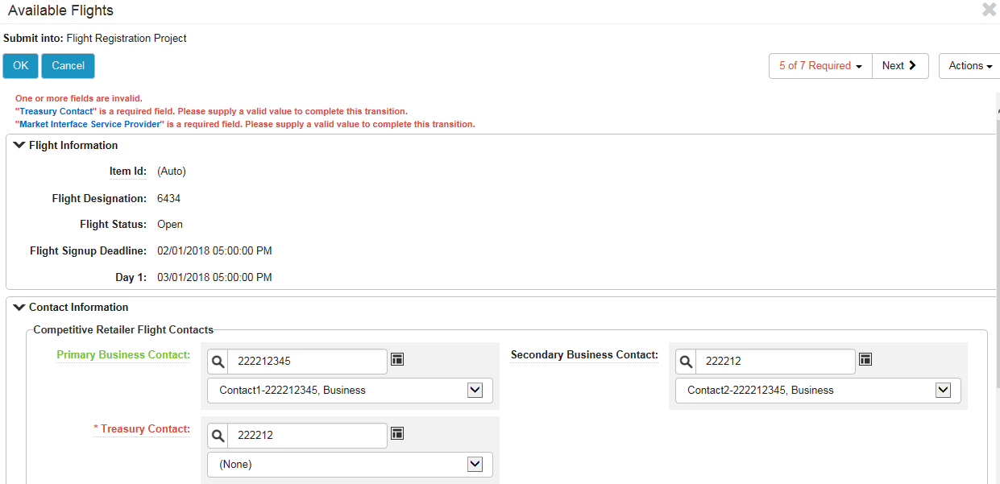 Available Flights
Submit into: Flight Registration Project
OK Cancel 5 of 7 Required Next Actions
One or more fields are invalid.
"Treasury Contact" is a required field. Please supply a valid value to complete this transition.
"Market Interface Service Provider" is a required field. Please supply a valid value to complete this transition.
Flight Information
Item Id: (Auto)
Flight Designation: 6434
Flight Status: Open
Flight Signup Deadline: 02/01/2018 05:00:00 PM
Day 1: 03/01/2018 05:00:00 PM
Contact Information
Competitive Retailer Flight Contacts
Primary Business Contact: 222212345 Secondary Business Contact: 222212
Contact1-222212345, Business Contact2-222212345, Business
* Treasury Contact: 222212
(None)